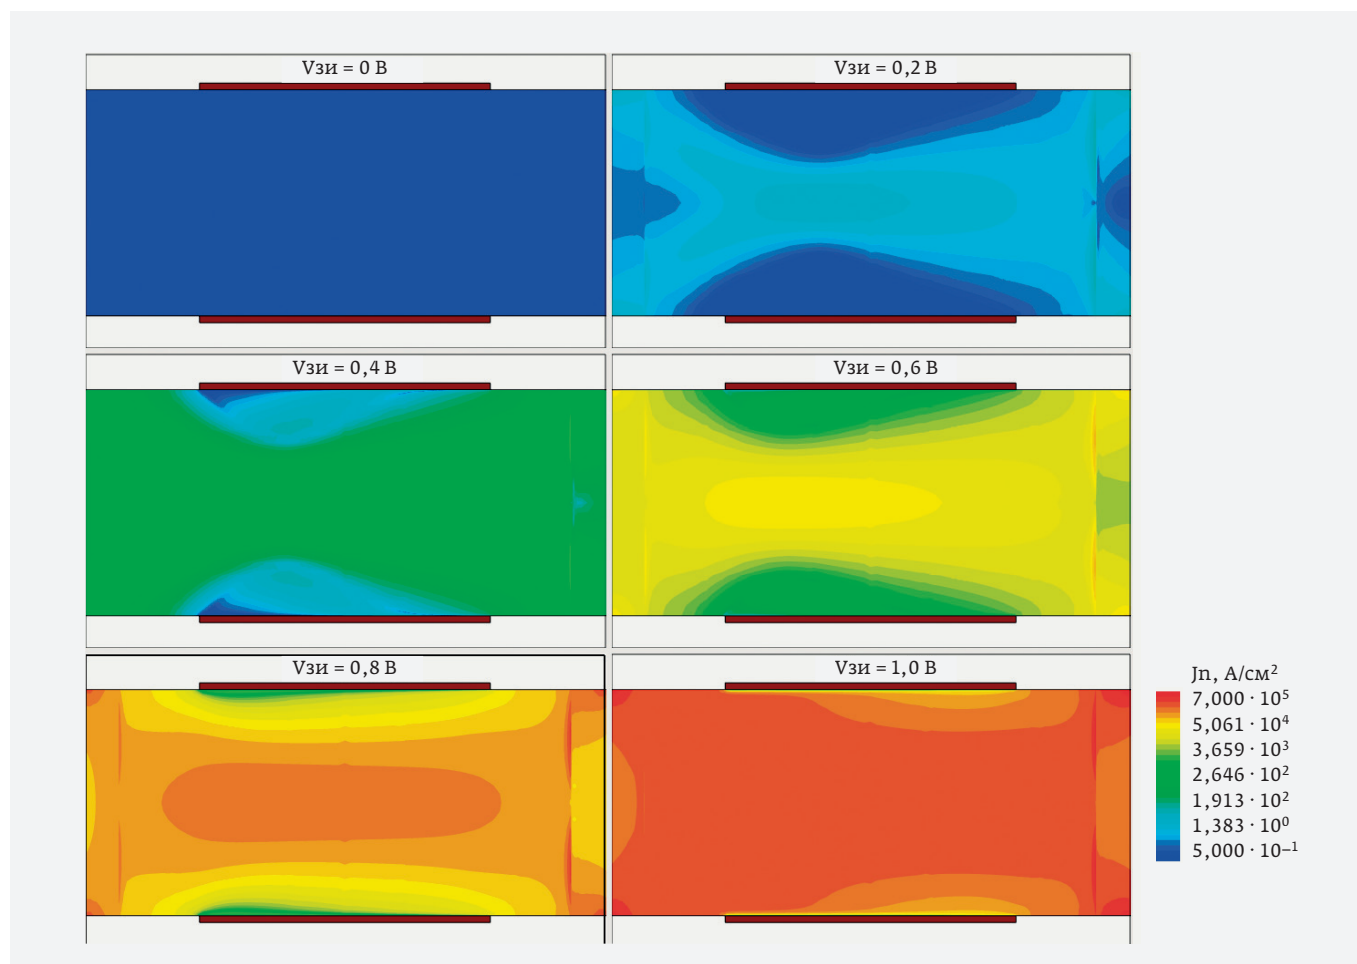 Vзи = 0 В
Vзи = 0,2 В
Vзи = 0,4 В
Vзи = 0,6 В
Vзи = 0,8 В
Vзи = 1,0 В
Jn, А/см²
7,000 · 10⁵
5,061 · 10⁴
3,659 · 10³
2,646 · 10²
1,913 · 10²
1,383 · 10⁰
5,000 · 10⁻¹